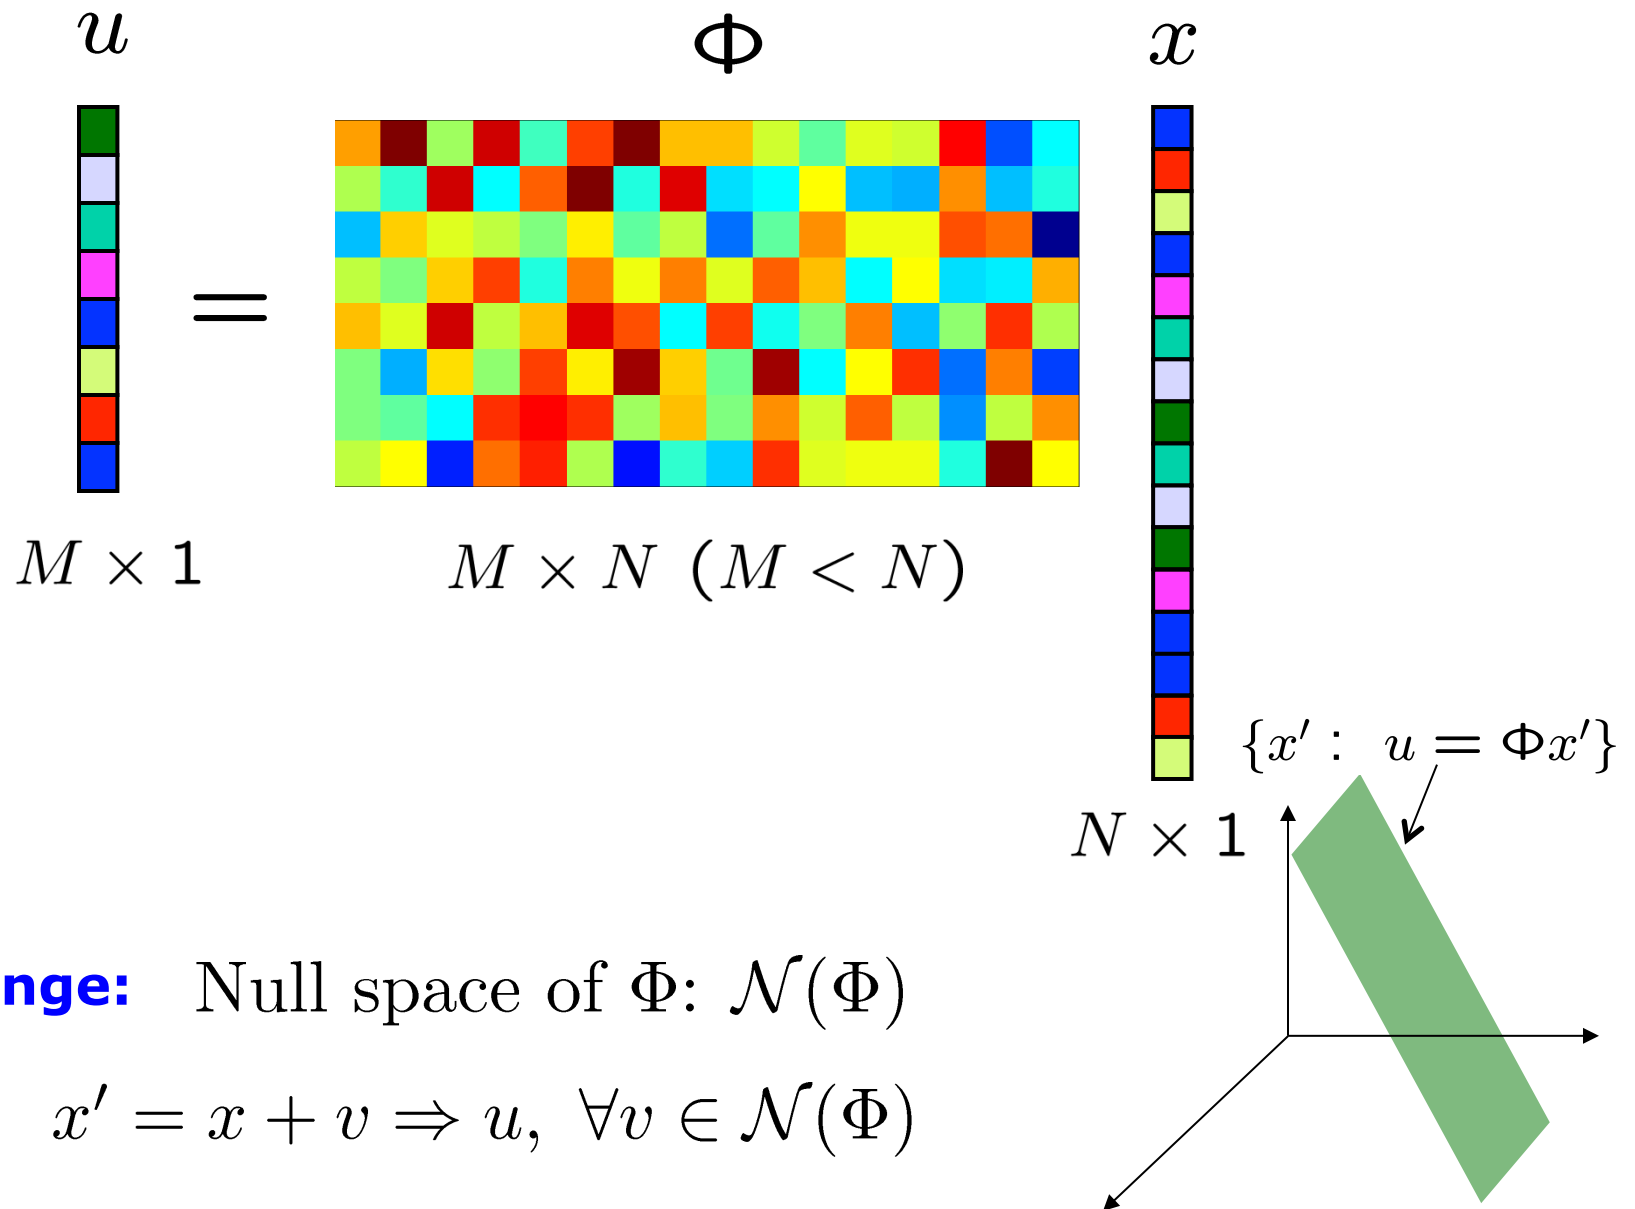 u Φ x
=
M × 1 M × N (M < N)
{x′ : u = Φx′}
N × 1
nge: Null space of Φ: 𝒩(Φ)
x′ = x + v ⇒ u, ∀v ∈ 𝒩(Φ)